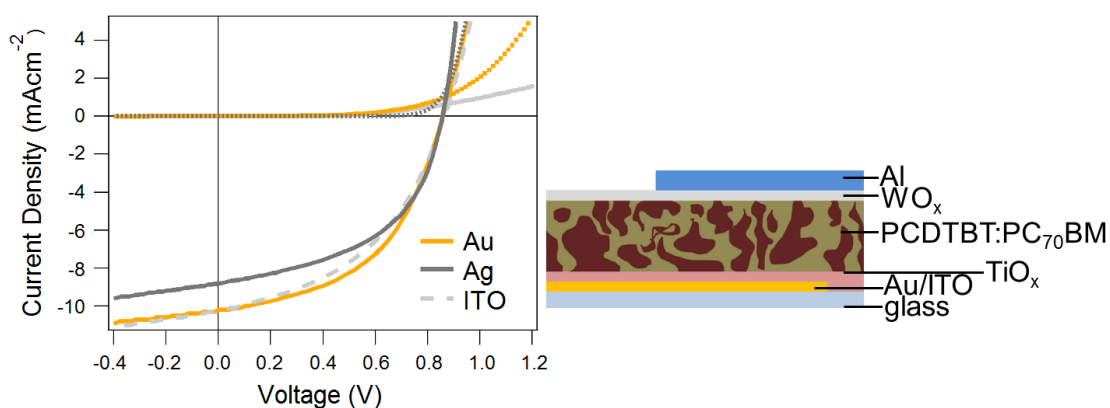 Current Density (mAcm-2)
4
2
0
-2
-4
-6
-8
-10
Au
Ag
ITO
-0.4
-0.2
0.0
0.2
0.4
0.6
0.8
1.0
1.2
Voltage (V)
Al
WOx
PCDTBT:PC70BM
TiOx
Au/ITO
glass